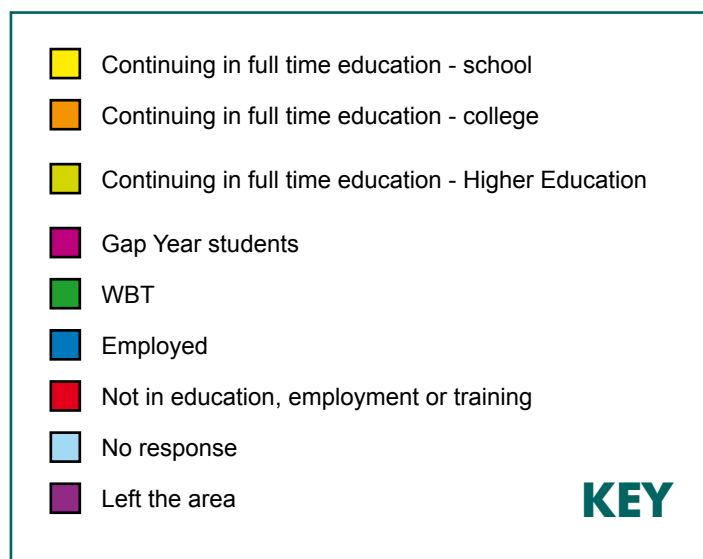 Continuing in full time education - school
Continuing in full time education - college
Continuing in full time education - Higher Education
Gap Year students
WBT
Employed
Not in education, employment or training
No response
Left the area
KEY